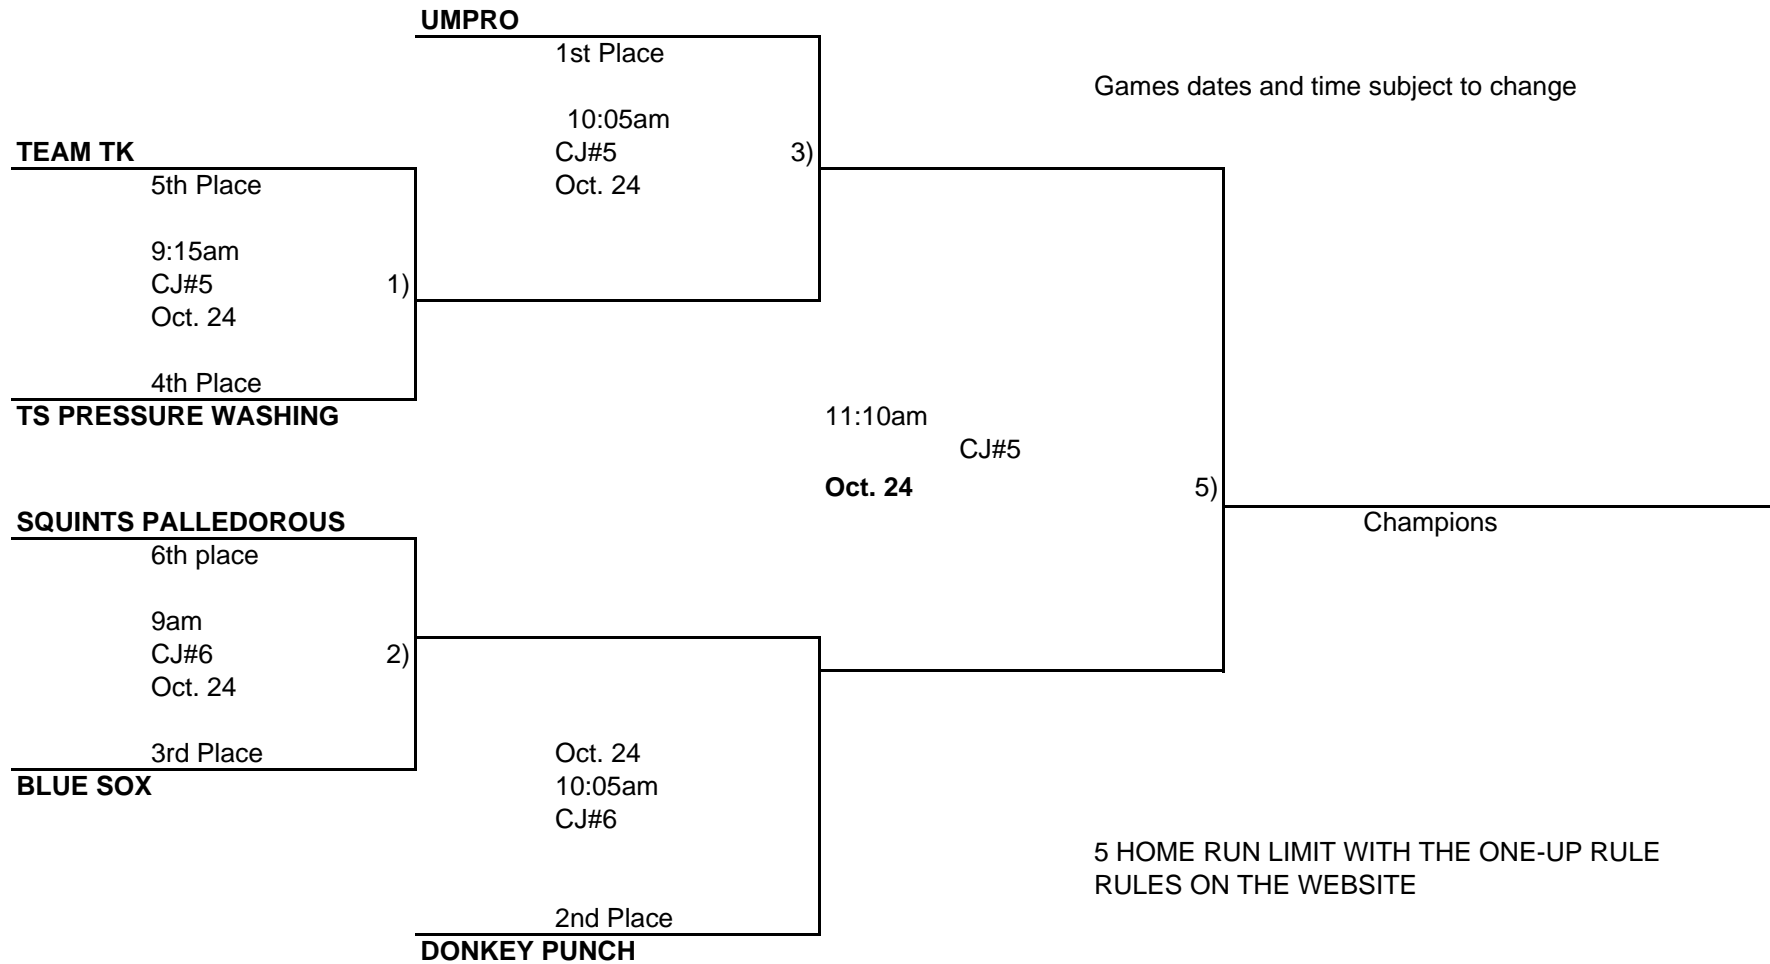 UMPRO
1st Place
Games dates and time subject to change
10:05am
TEAM TK
CJ#5 3)
5th Place
Oct. 24
9:15am
CJ#5 1)
Oct. 24
4th Place
TS PRESSURE WASHING
11:10am
CJ#5
Oct. 24 5)
SQUINTS PALLEDOROUS
Champions
6th place
9am
CJ#6 2)
Oct. 24
3rd Place
Oct. 24
BLUE SOX
10:05am
CJ#6
5 HOME RUN LIMIT WITH THE ONE-UP RULE
RULES ON THE WEBSITE
2nd Place
DONKEY PUNCH